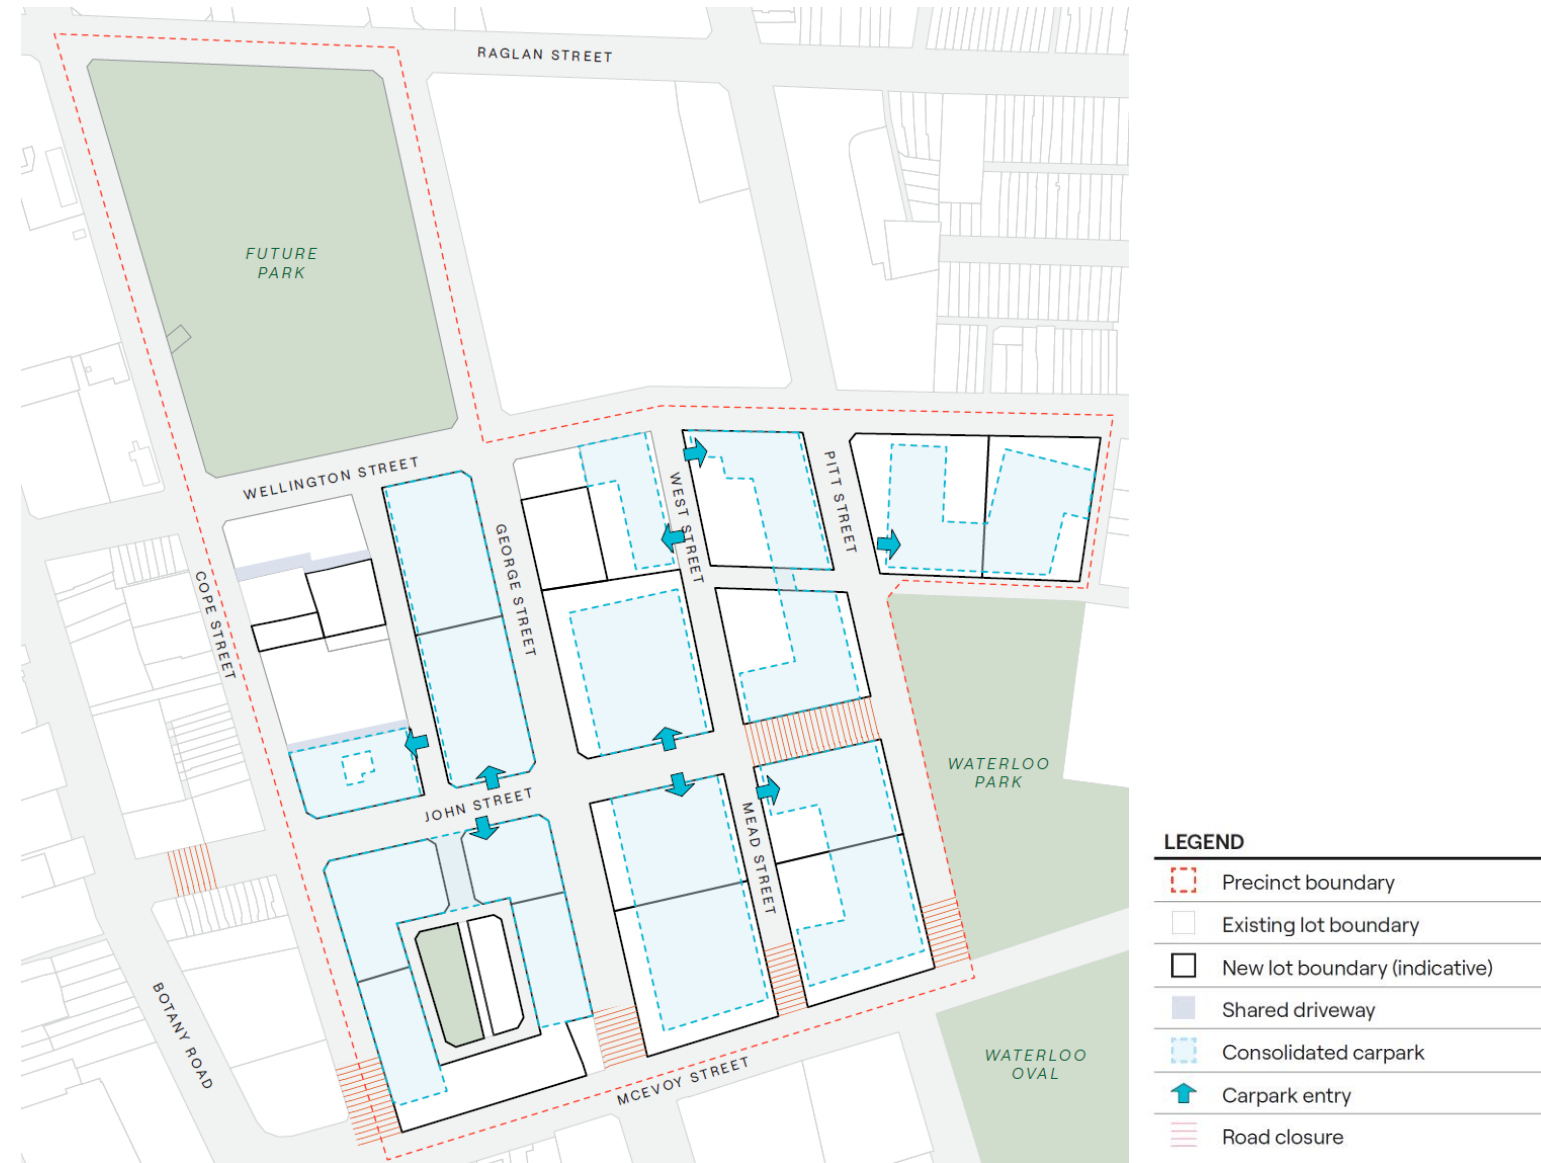 RAGLAN STREET
FUTURE
PARK
WELLINGTON STREET
WEST STREET
PITT STREET
GEORGE STREET
COPE STREET
WATERLOO
PARK
JOHN STREET
MEAD STREET
BOTANY ROAD
MCEVOY STREET
WATERLOO
OVAL
LEGEND
Precinct boundary
Existing lot boundary
New lot boundary (indicative)
Shared driveway
Consolidated carpark
Carpark entry
Road closure